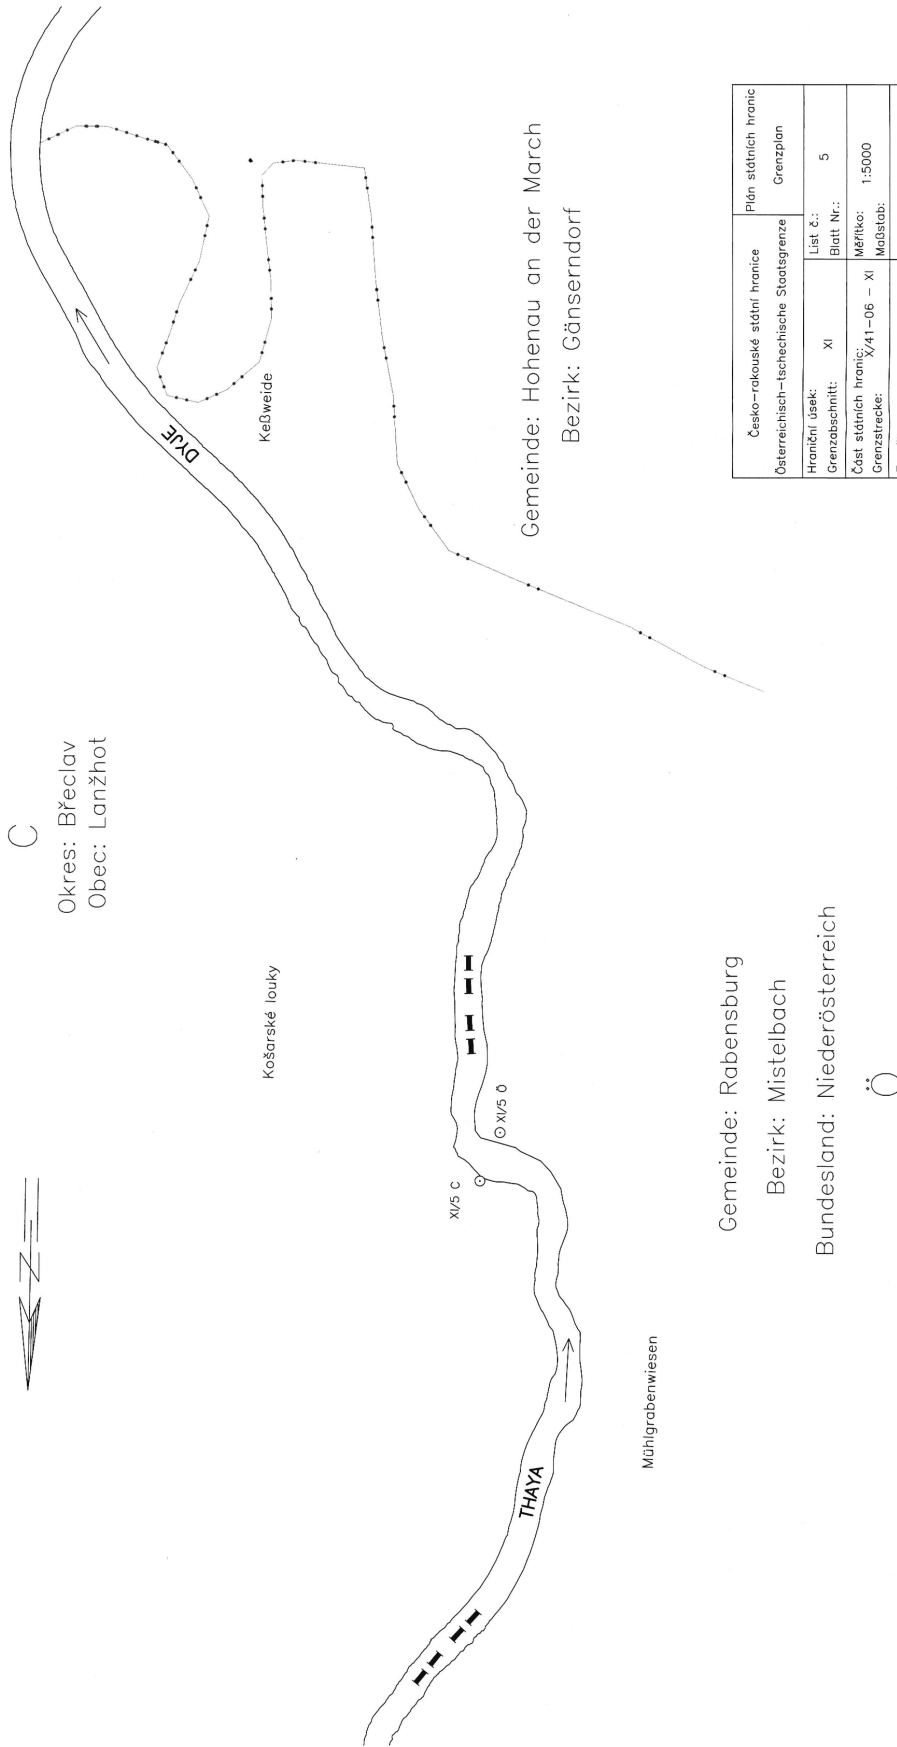 N
C
Okres: Břeclav
Obec: Lanžhot
Košarské louky
DYJE
Keßweide
Gemeinde: Hohenau an der March
Bezirk: Gänserndorf
XI/5 C
XI/5 Ö
THAYA
Mühlgrabenwiesen
Gemeinde: Rabensburg
Bezirk: Mistelbach
Bundesland: Niederösterreich
Ö
Česko-rakouské státní hranice
Österreichisch-tschechische Staatsgrenze
Plán státních hranic
Grenzplan
Hraniční úsek:
Grenzabschnitt: XI
List č.:
Blatt Nr.: 5
Část státních hranic:
Grenzstrecke: X/41-06 - XI
Měřítko:
Maßstab: 1:5000